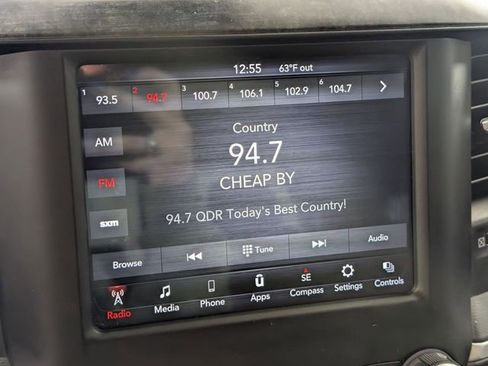 12:55 63°F out
1 93.5 2 94.7 3 100.7 4 106.1 5 102.9 6 104.7
Country
AM
94.7
FM
CHEAP BY
sxm
94.7 QDR Today's Best Country!
Browse Tune Audio
Radio Media Phone Apps SE Compass Settings Controls